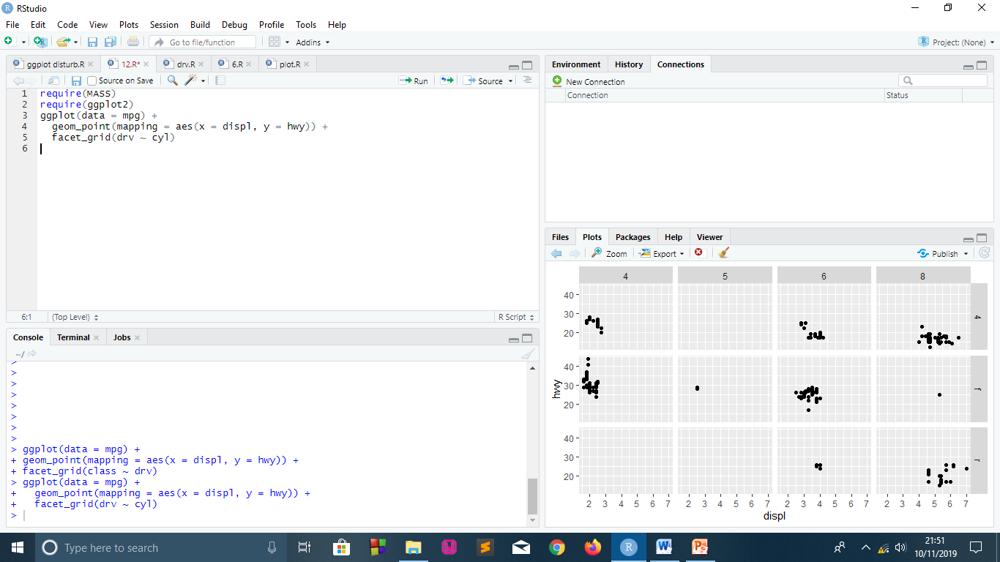 RStudio
File Edit Code View Plots Session Build Debug Profile Tools Help
Go to file/function Addins Project: (None)
ggplot disturb.R 12.R* drv.R 6.R plot.R
Source on Save Run Source
1 require(MASS)
2 require(ggplot2)
3 ggplot(data = mpg) +
4 geom_point(mapping = aes(x = displ, y = hwy)) +
5 facet_grid(drv ~ cyl)
6
6:1 (Top Level) R Script
Console Terminal Jobs
~/
>
>
>
>
>
>
>
>
> ggplot(data = mpg) +
+ geom_point(mapping = aes(x = displ, y = hwy)) +
+ facet_grid(class ~ drv)
> ggplot(data = mpg) +
+ geom_point(mapping = aes(x = displ, y = hwy)) +
+ facet_grid(drv ~ cyl)
>
Environment History Connections
New Connection
Connection Status
Files Plots Packages Help Viewer
Zoom Export Publish
4 5 6 8
40
30
20
4
40
30
20
f
40
30
20
r
hwy
2 3 4 5 6 7 2 3 4 5 6 7 2 3 4 5 6 7 2 3 4 5 6 7
displ
Type here to search
21:51
10/11/2019